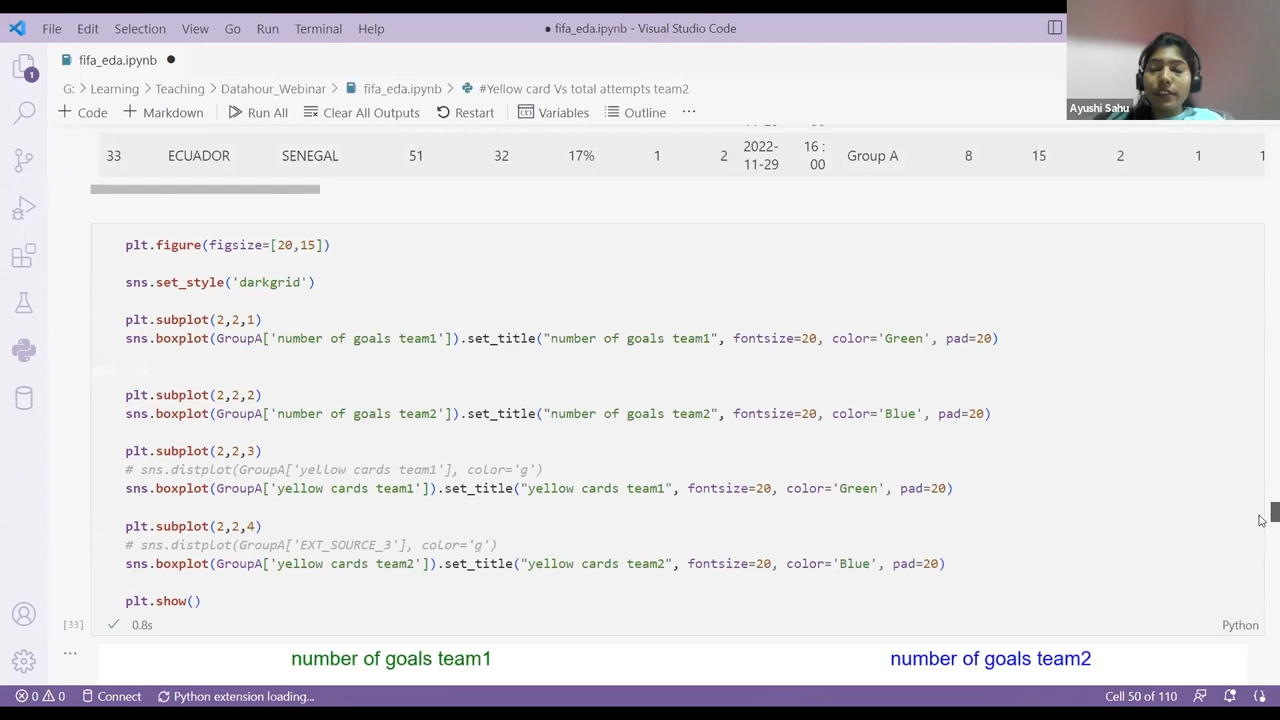 File Edit Selection View Go Run Terminal Help
● fifa_eda.ipynb - Visual Studio Code
fifa_eda.ipynb ●
G: > Learning > Teaching > Datahour_Webinar > fifa_eda.ipynb > #Yellow card Vs total attempts team2
+ Code + Markdown Run All Clear All Outputs Restart Variables Outline ...
Ayushi Sahu
33 ECUADOR SENEGAL 51 32 17% 1 2 2022-11-29 16 : 00 Group A 8 15 2 1 1
plt.figure(figsize=[20,15])
sns.set_style('darkgrid')
plt.subplot(2,2,1)
sns.boxplot(GroupA['number of goals team1']).set_title("number of goals team1", fontsize=20, color='Green', pad=20)
plt.subplot(2,2,2)
sns.boxplot(GroupA['number of goals team2']).set_title("number of goals team2", fontsize=20, color='Blue', pad=20)
plt.subplot(2,2,3)
# sns.distplot(GroupA['yellow cards team1'], color='g')
sns.boxplot(GroupA['yellow cards team1']).set_title("yellow cards team1", fontsize=20, color='Green', pad=20)
plt.subplot(2,2,4)
# sns.distplot(GroupA['EXT_SOURCE_3'], color='g')
sns.boxplot(GroupA['yellow cards team2']).set_title("yellow cards team2", fontsize=20, color='Blue', pad=20)
plt.show()
[33] ✓ 0.8s Python
...
number of goals team1 number of goals team2
0 0 Connect Python extension loading... Cell 50 of 110